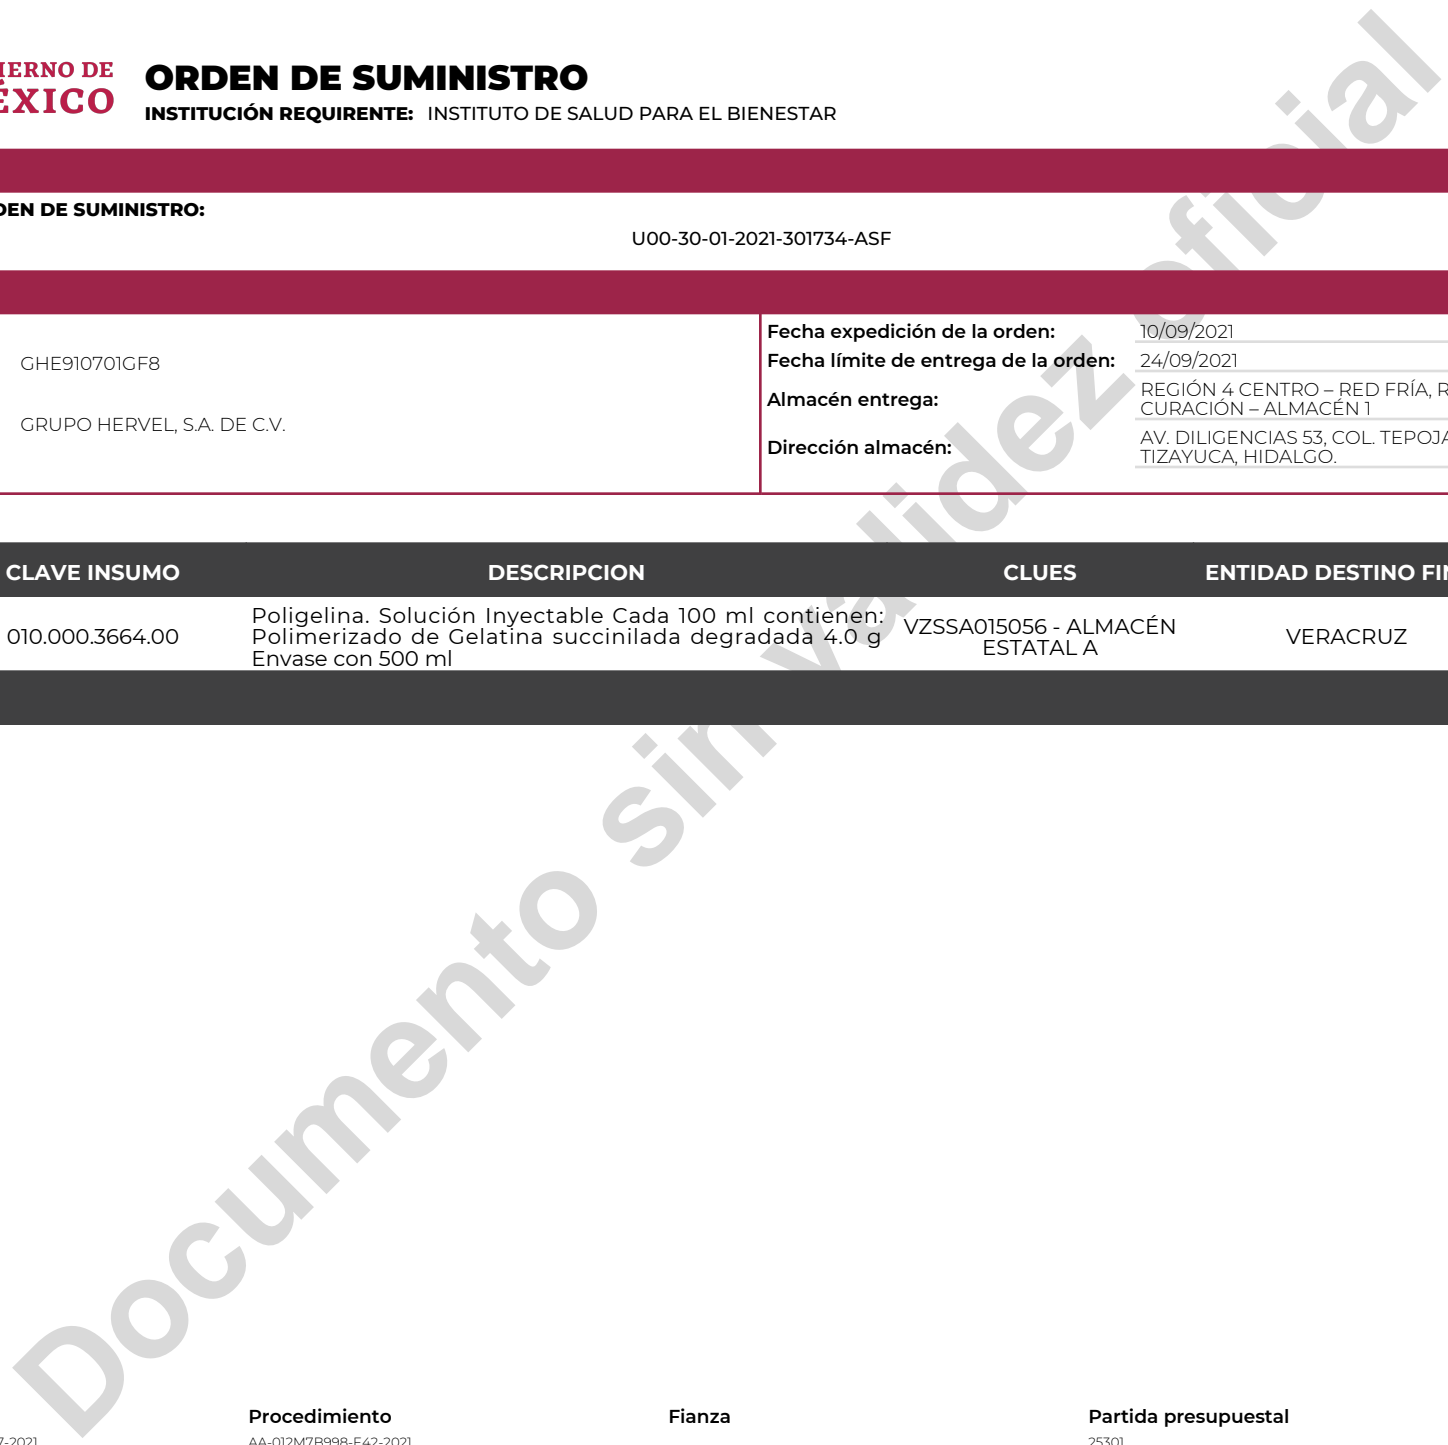 ORDEN DE SUMINISTRO
INSTITUCIÓN REQUIRENTE: INSTITUTO DE SALUD PARA EL BIENESTAR
DE
XICO
DE SUMINISTRO:
U00-30-01-2021-301734-ASF
GHE910701GF8
GRUPO HERVEL, S.A. DE C.V.
Fecha expedición de la orden: 10/09/2021
Fecha límite de entrega de la orden: 24/09/2021
Almacén entrega: REGIÓN 4 CENTRO – RED FRÍA, R
CURACIÓN – ALMACÉN 1
Dirección almacén: AV. DILIGENCIAS 53, COL.
TIZAYUCA, HIDALGO.
CLAVE INSUMO DESCRIPCION CLUES ENTIDAD DESTINO
010.000.3664.00
Poligelina. Solución Inyectable Cada 100 ml contienen:
Polimerizado de Gelatina succinilada degradada 4.0 g
Envase con 500 ml
VZSSA015056 - ALMACÉN
ESTATAL A
VERACRUZ
Procedimiento Fianza Partida presupuestal
-2021 AA-012M7B998-E42-2021 25301
Documento sin validez oficial